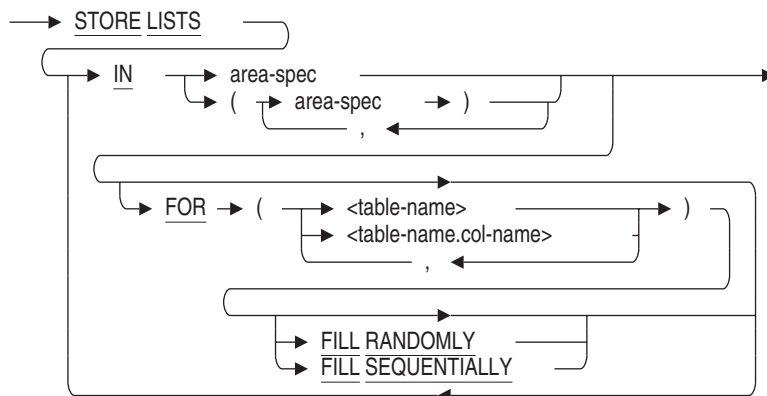 STORE LISTS
IN area-spec
( area-spec )
,
FOR ( <table-name> )
<table-name.col-name>
,
FILL RANDOMLY
FILL SEQUENTIALLY